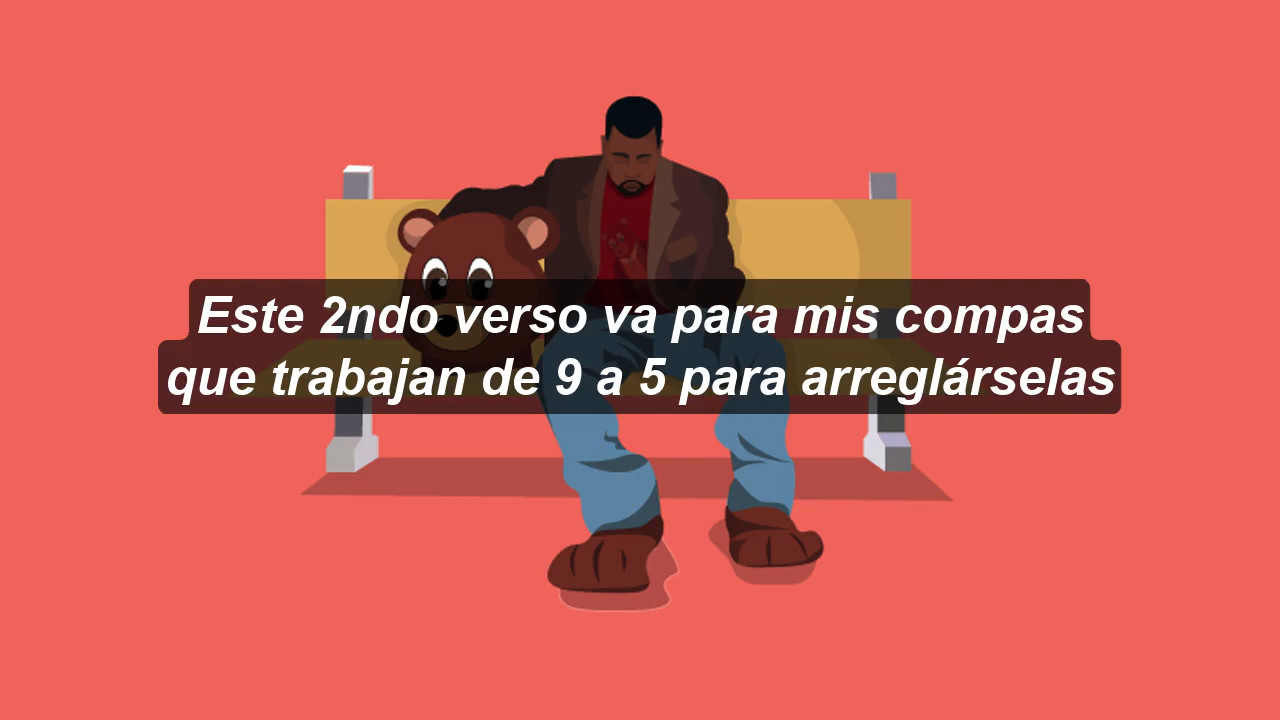 Este 2ndo verso va para mis compas
que trabajan de 9 a 5 para arreglárselas